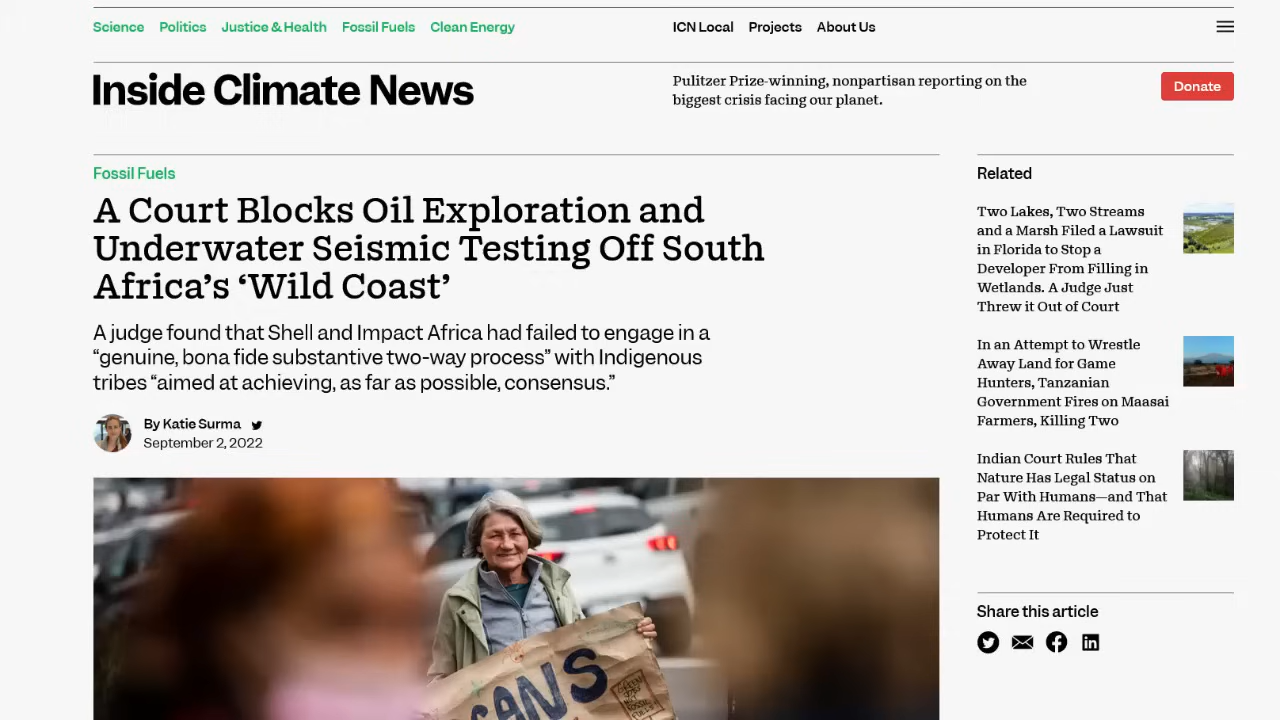 Science Politics Justice & Health Fossil Fuels Clean Energy
ICN Local Projects About Us
Inside Climate News
Pulitzer Prize-winning, nonpartisan reporting on the
biggest crisis facing our planet.
Donate
Fossil Fuels
A Court Blocks Oil Exploration and
Underwater Seismic Testing Off South
Africa’s ‘Wild Coast’
A judge found that Shell and Impact Africa had failed to engage in a
“genuine, bona fide substantive two-way process” with Indigenous
tribes “aimed at achieving, as far as possible, consensus.”
By Katie Surma
September 2, 2022
Related
Two Lakes, Two Streams
and a Marsh Filed a Lawsuit
in Florida to Stop a
Developer From Filling in
Wetlands. A Judge Just
Threw it Out of Court
In an Attempt to Wrestle
Away Land for Game
Hunters, Tanzanian
Government Fires on Maasai
Farmers, Killing Two
Indian Court Rules That
Nature Has Legal Status on
Par With Humans—and That
Humans Are Required to
Protect It
Share this article